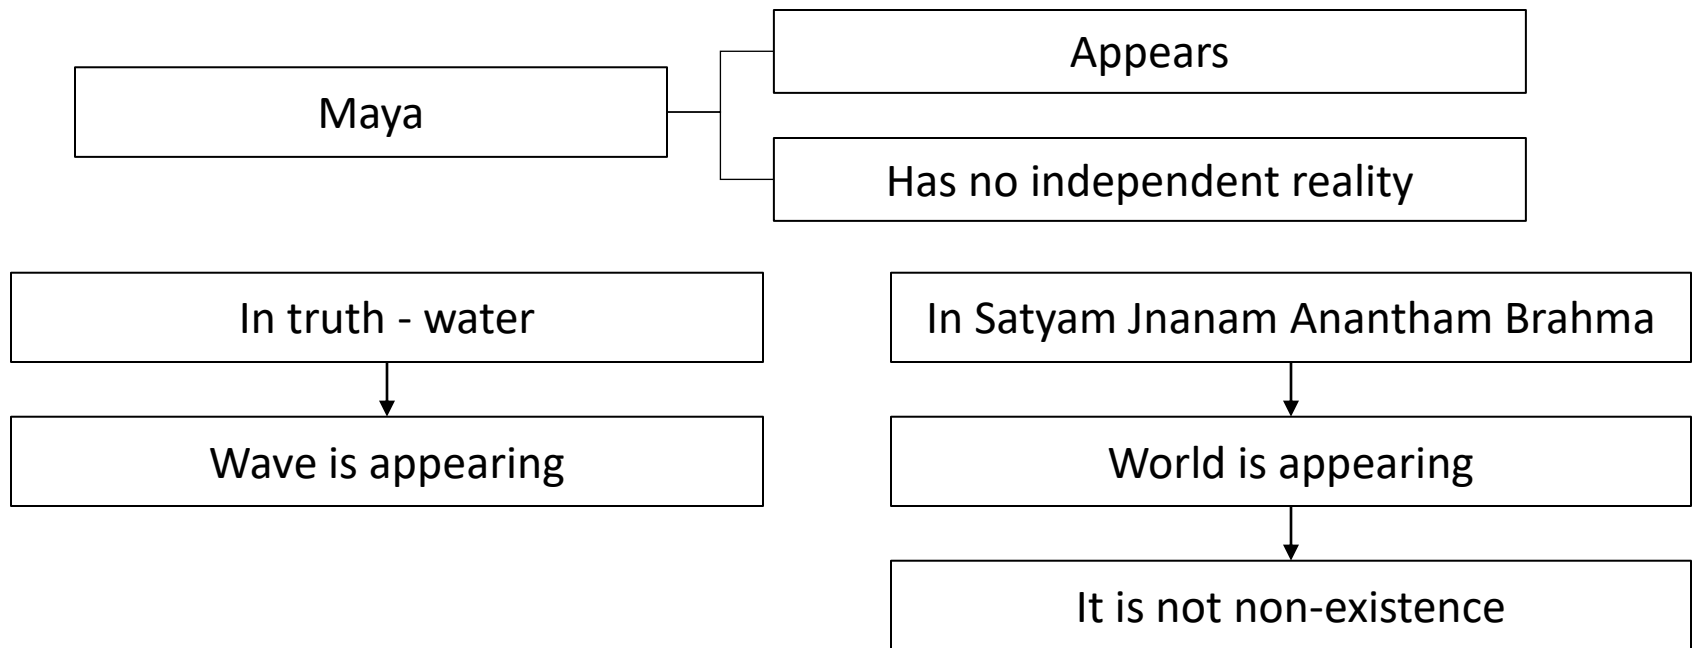 Appears
Maya
Has no independent reality
In truth - water
In Satyam Jnanam Anantham Brahma
Wave is appearing
World is appearing
It is not non-existence